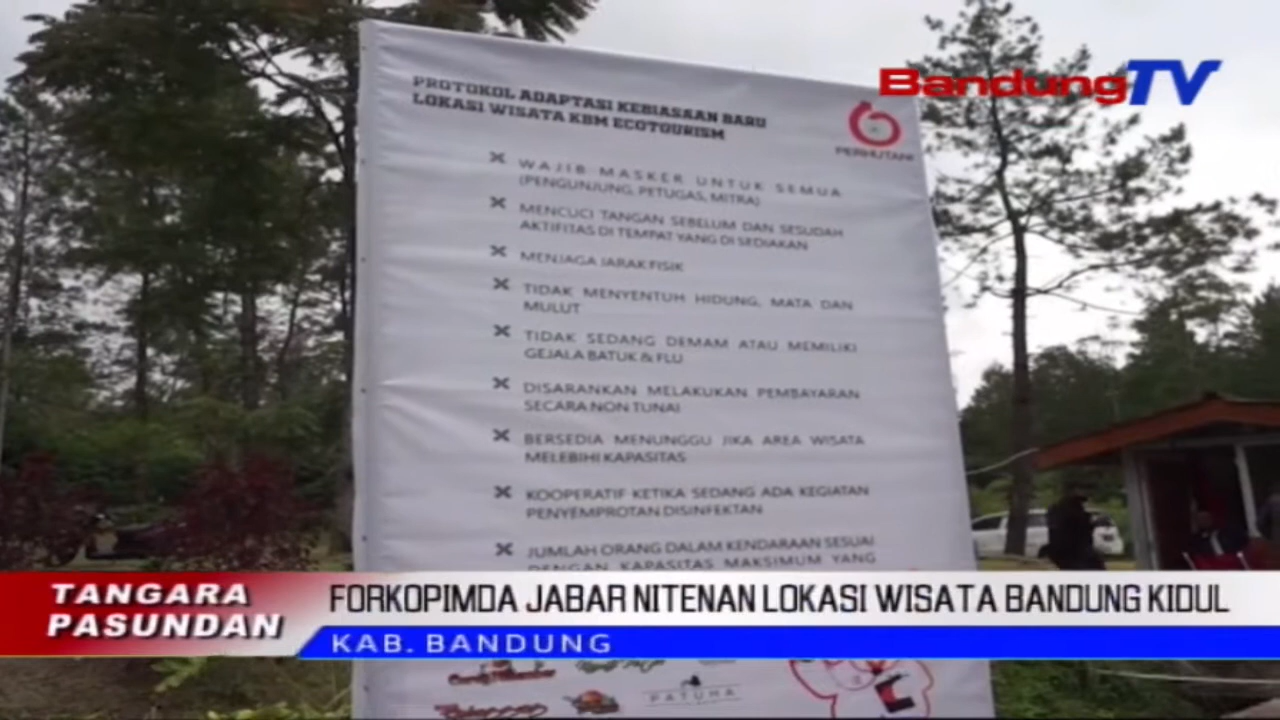 BandungTV
PROTOKOL ADAPTASI KEBIASAAN BARU
LOKASI WISATA KBM ECOTOURISM
PERHUTANI
WAJIB MASKER UNTUK SEMUA
(PENGUNJUNG, PETUGAS, MITRA)
MENCUCI TANGAN SEBELUM DAN SESUDAH
AKTIFITAS DI TEMPAT YANG DI SEDIAKAN
MENJAGA JARAK FISIK
TIDAK MENYENTUH HIDUNG, MATA DAN
MULUT
TIDAK SEDANG DEMAM ATAU MEMILIKI
GEJALA BATUK & FLU
DISARANKAN MELAKUKAN PEMBAYARAN
SECARA NON TUNAI
BERSEDIA MENUNGGU JIKA AREA WISATA
MELEBIHI KAPASITAS
KOOPERATIF KETIKA SEDANG ADA KEGIATAN
PENYEMPROTAN DISINFEKTAN
JUMLAH ORANG DALAM KENDARAAN SESUAI
DENGAN KAPASITAS MAKSIMUM YANG
TANGARA
PASUNDAN
FORKOPIMDA JABAR NITENAN LOKASI WISATA BANDUNG KIDUL
KAB. BANDUNG
PATUHA